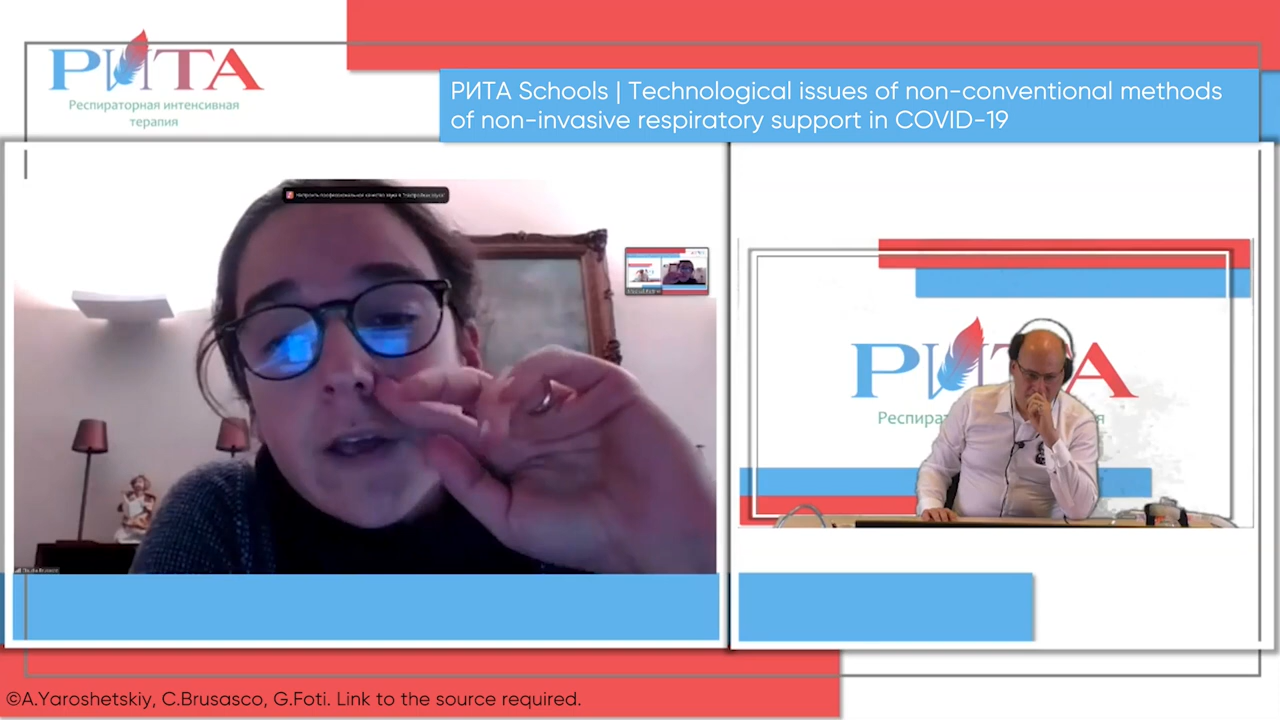 РИТА
Респираторная интенсивная
терапия
РИТА Schools | Technological issues of non-conventional methods
of non-invasive respiratory support in COVID-19
РИТА
©A.Yaroshetskiy, C.Brusasco, G.Foti. Link to the source required.